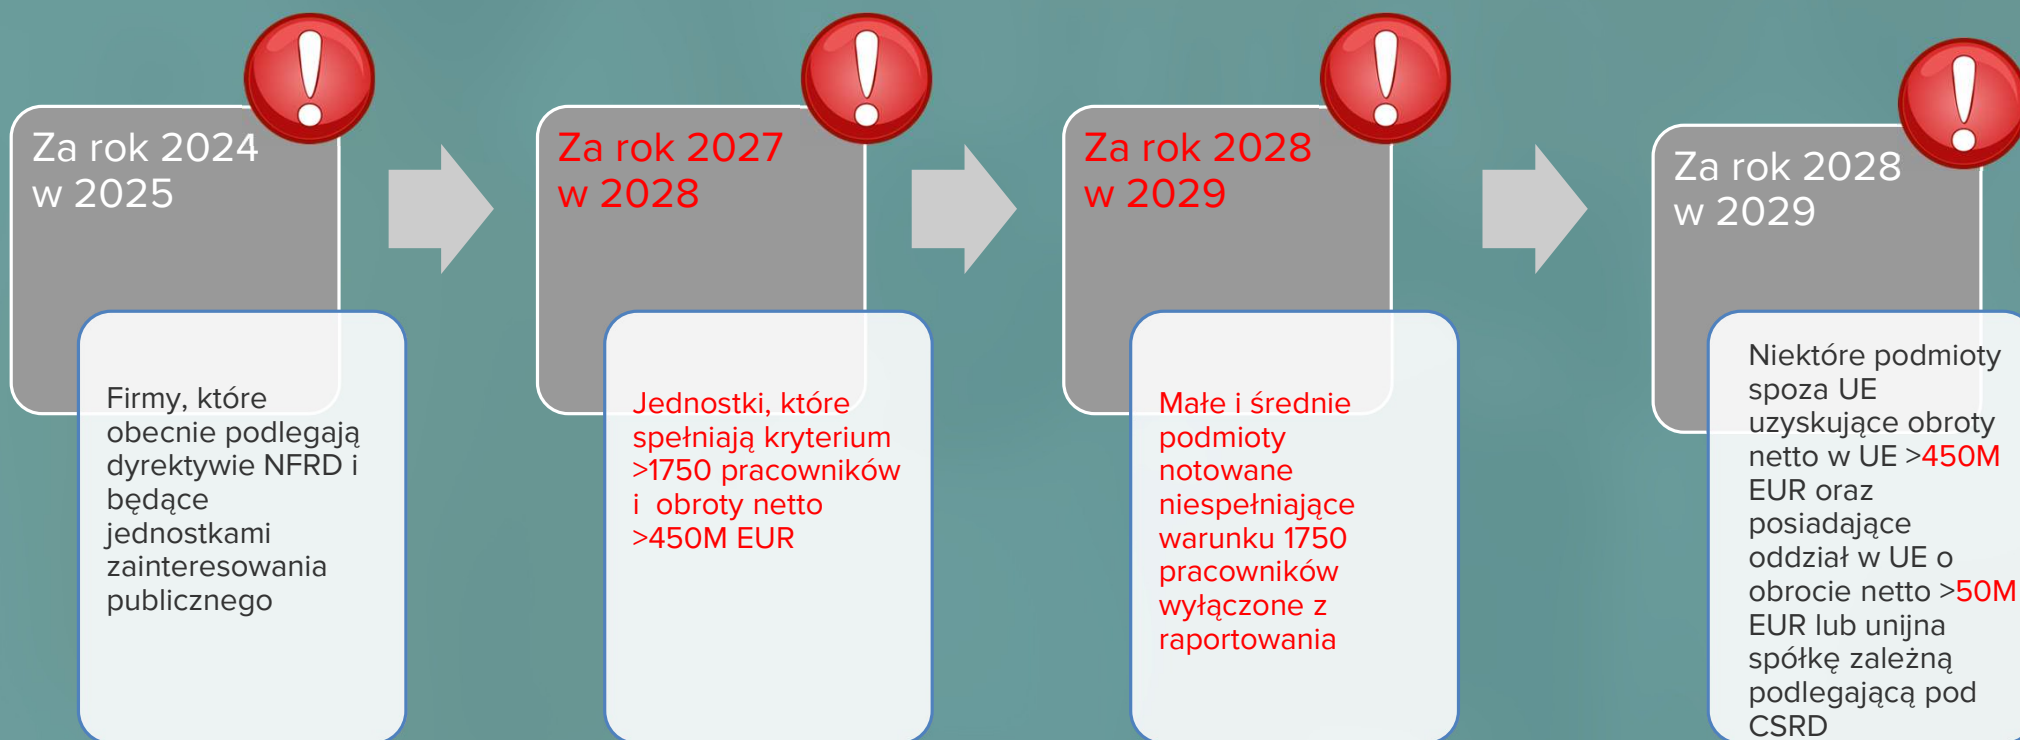 Za rok 2024
w 2025
Firmy, które
obecnie podlegają
dyrektywie NFRD i
będące
jednostkami
zainteresowania
publicznego
Za rok 2027
w 2028
Jednostki, które
spełniają kryterium
>1750 pracowników
i obroty netto
>450M EUR
Za rok 2028
w 2029
Małe i średnie
podmioty
notowane
niespełniające
warunku 1750
pracowników
wyłączone z
raportowania
Za rok 2028
w 2029
Niektóre podmioty
spoza UE
uzyskujące obroty
netto w UE >450M
EUR oraz
posiadające
oddział w UE o
obrocie netto >50M
EUR lub unijna
spółkę zależną
podlegającą pod
CSRD